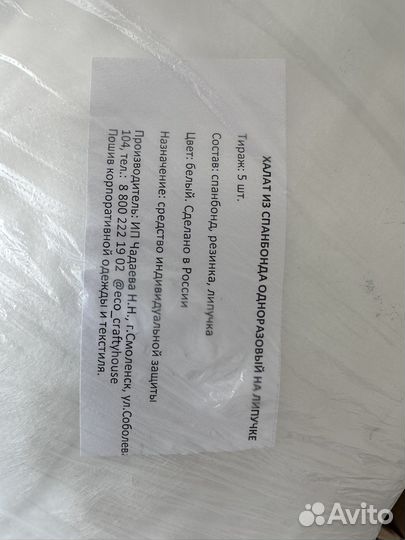 ХАЛАТ ИЗ СПАНБОНДА ОДНОРАЗОВЫЙ НА ЛИПУЧКЕ
Тираж: 5 шт.
Состав: спанбонд, резинка, липучка
Цвет: белый. Сделано в России
Назначение: средство индивидуальной защиты
Производитель: ИП Чадаева Н.Н., г.Смоленск, ул.Соболева,
104, тел.: 8 800 222 19 02 @eco_craftyhouse
Пошив корпоративной одежды и текстиля.
Avito